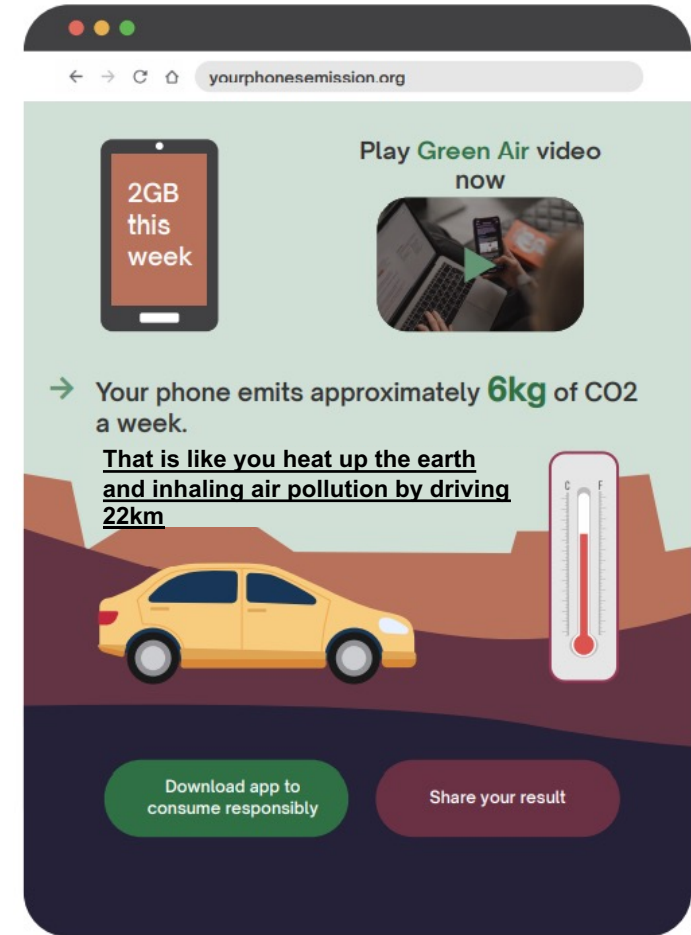 yourphonesemission.org
2GB
this
week
Play Green Air video
now
Your phone emits approximately 6kg of CO2
a week.
That is like you heat up the earth
and inhaling air pollution by driving
22km
C F
Download app to
consume responsibly
Share your result